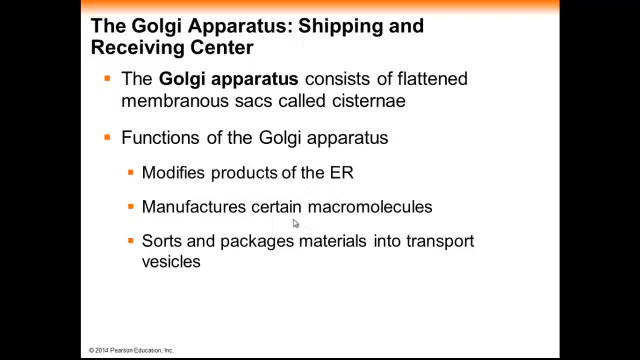 The Golgi Apparatus: Shipping and
Receiving Center
▪ The Golgi apparatus consists of flattened
membranous sacs called cisternae
▪ Functions of the Golgi apparatus
▪ Modifies products of the ER
▪ Manufactures certain macromolecules
▪ Sorts and packages materials into transport
vesicles
© 2014 Pearson Education, Inc.